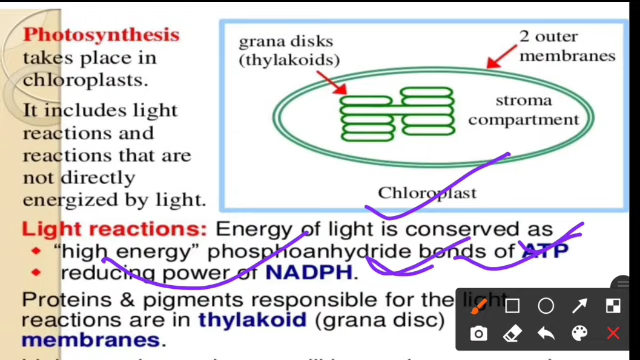 Photosynthesis
takes place in
chloroplasts.
It includes light
reactions and
reactions that are
not directly
energized by light.
grana disks
(thylakoids)
2 outer
membranes
stroma
compartment
Chloroplast
Light reactions: Energy of light is conserved as
“high energy” phosphoanhydride bonds of ATP
reducing power of NADPH.
Proteins & pigments responsible for the light
reactions are in thylakoid (grana disc)
membranes.